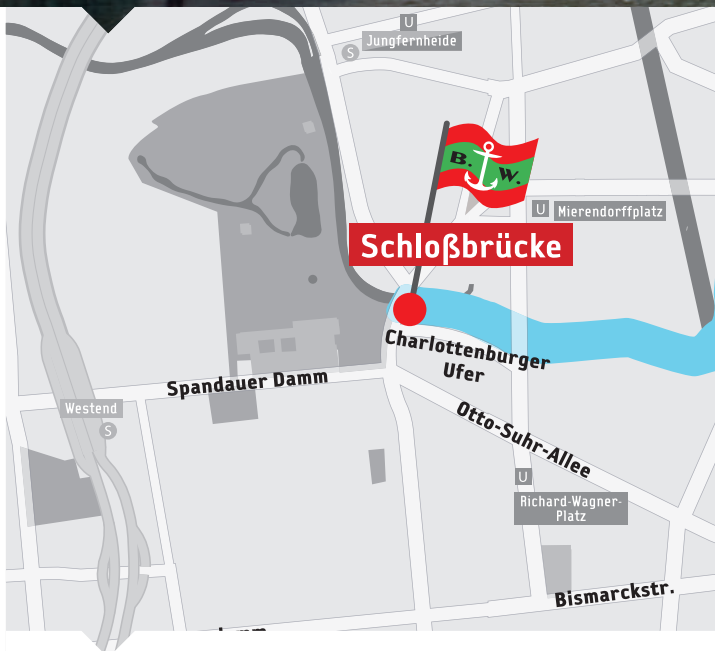 U
Jungfernheide
S
B. W.
U Mierendorffplatz
Schloßbrücke
Charlottenburger
Ufer
Spandauer Damm
Westend
S
Otto-Suhr-Allee
U
Richard-Wagner-
Platz
Bismarckstr.